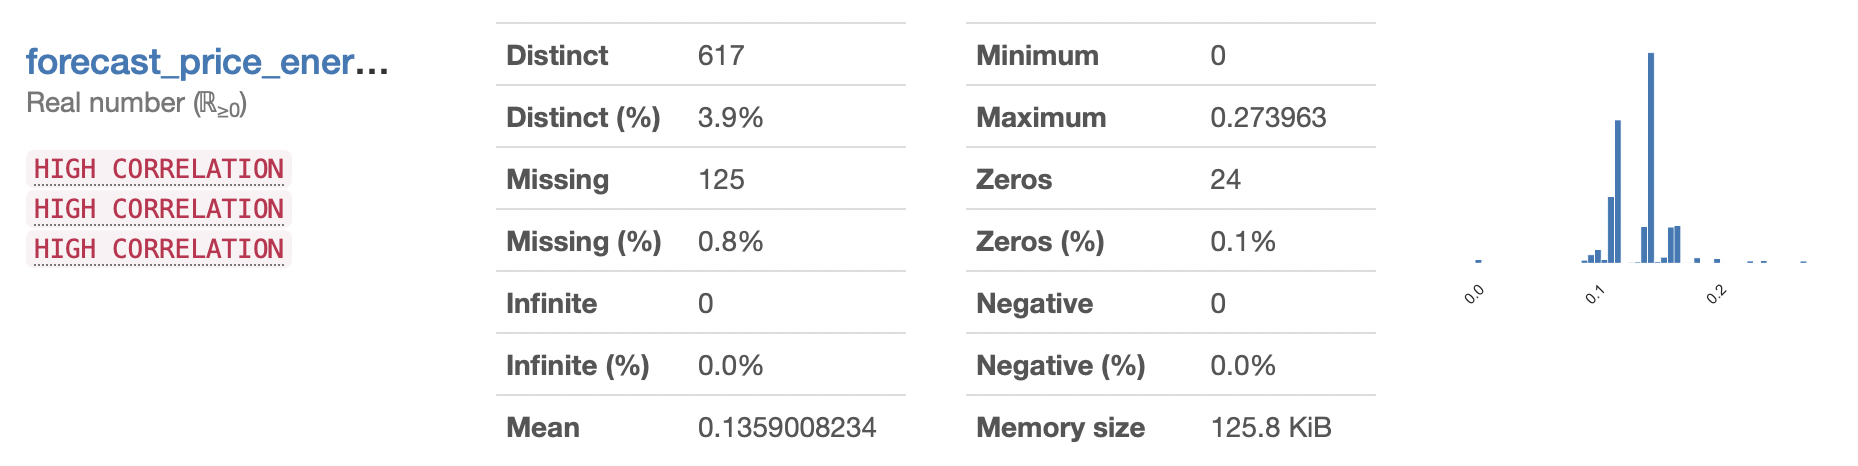 forecast_price_ener...
Real number (ℝ≥0)
HIGH CORRELATION
HIGH CORRELATION
HIGH CORRELATION
Distinct 617
Distinct (%) 3.9%
Missing 125
Missing (%) 0.8%
Infinite 0
Infinite (%) 0.0%
Mean 0.1359008234
Minimum 0
Maximum 0.273963
Zeros 24
Zeros (%) 0.1%
Negative 0
Negative (%) 0.0%
Memory size 125.8 KiB
0.0
0.1
0.2